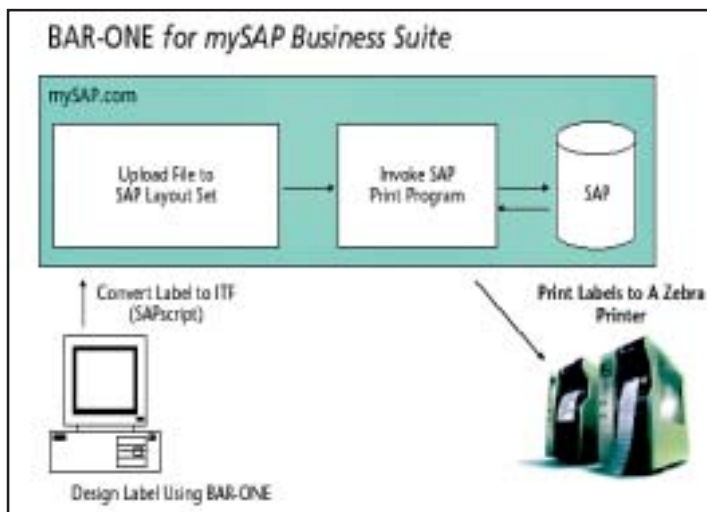 BAR-ONE for mySAP Business Suite
mySAP.com
Upload File to
SAP Layout Set
Invoke SAP
Print Program
SAP
Convert Label to ITF
(SAPscript)
Print Labels to A Zebra
Printer
Design Label Using BAR-ONE